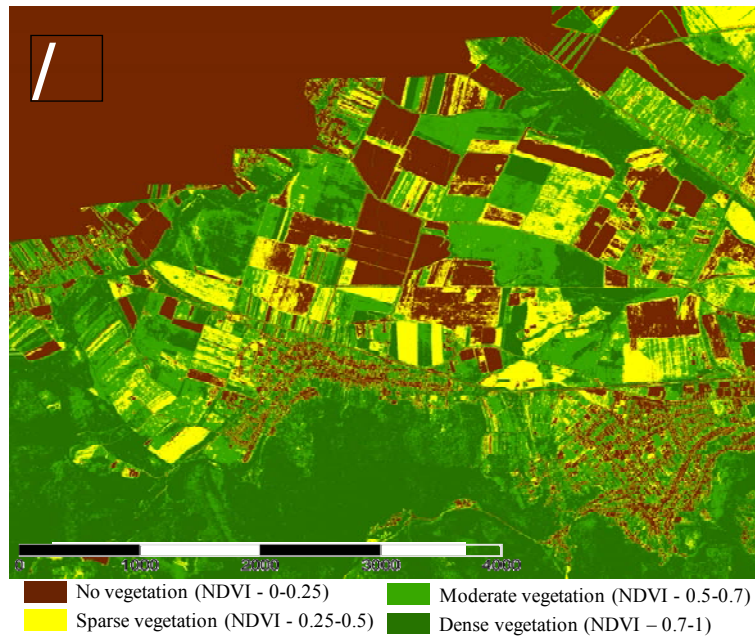 0 1000 2000 3000 4000
No vegetation (NDVI - 0-0.25)
Moderate vegetation (NDVI - 0.5-0.7)
Sparse vegetation (NDVI - 0.25-0.5)
Dense vegetation (NDVI – 0.7-1)